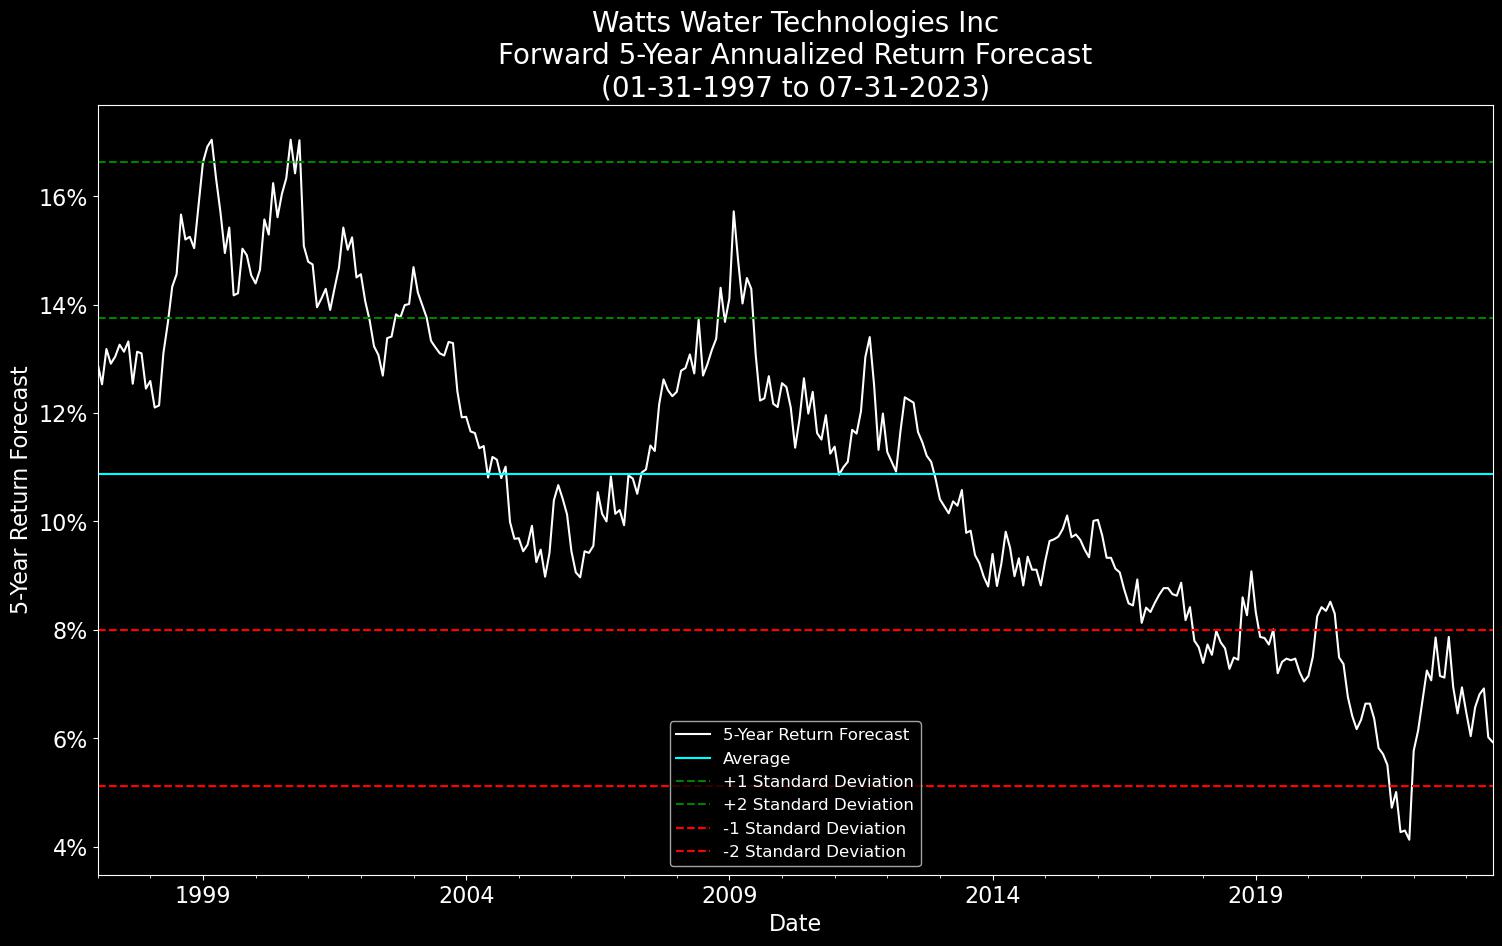 Watts Water Technologies Inc
Forward 5-Year Annualized Return Forecast
(01-31-1997 to 07-31-2023)
5-Year Return Forecast
16%
14%
12%
10%
8%
6%
4%
5-Year Return Forecast
Average
+1 Standard Deviation
+2 Standard Deviation
-1 Standard Deviation
-2 Standard Deviation
1999 2004 2009 2014 2019
Date